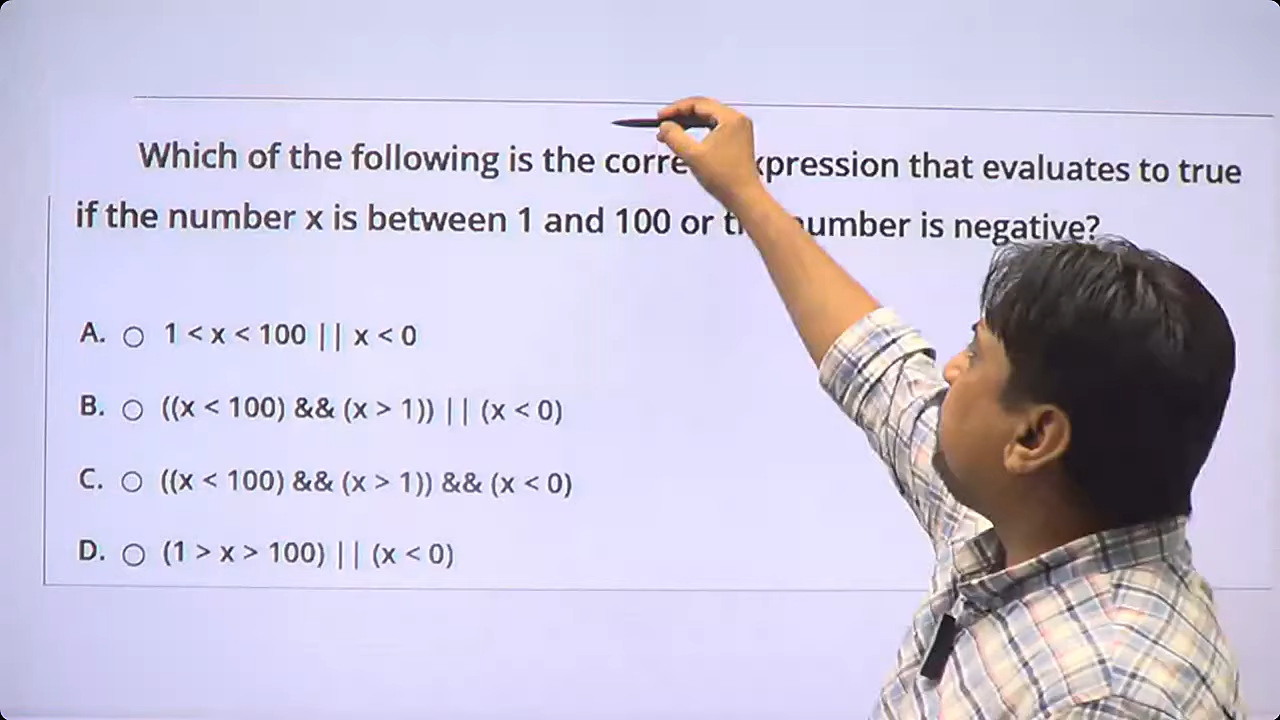 Which of the following is the corre xpression that evaluates to true
if the number x is between 1 and 100 or t umber is negative?
A. 1 < x < 100 || x < 0
B. ((x < 100) && (x > 1)) || (x < 0)
C. ((x < 100) && (x > 1)) && (x < 0)
D. (1 > x > 100) || (x < 0)